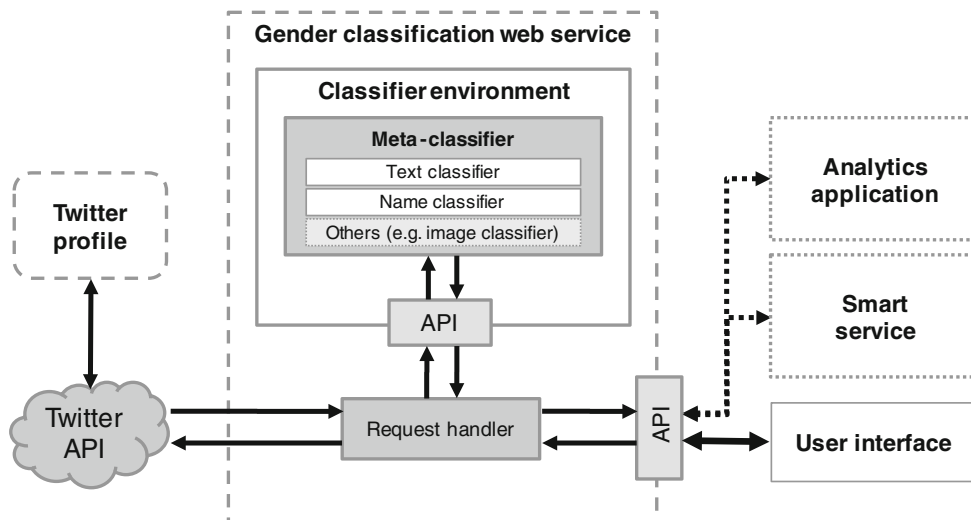 Gender classification web service
Classifier environment
Meta-classifier
Text classifier
Name classifier
Others (e.g. image classifier)
API
Twitter
profile
Twitter
API
Request handler
API
Analytics
application
Smart
service
User interface